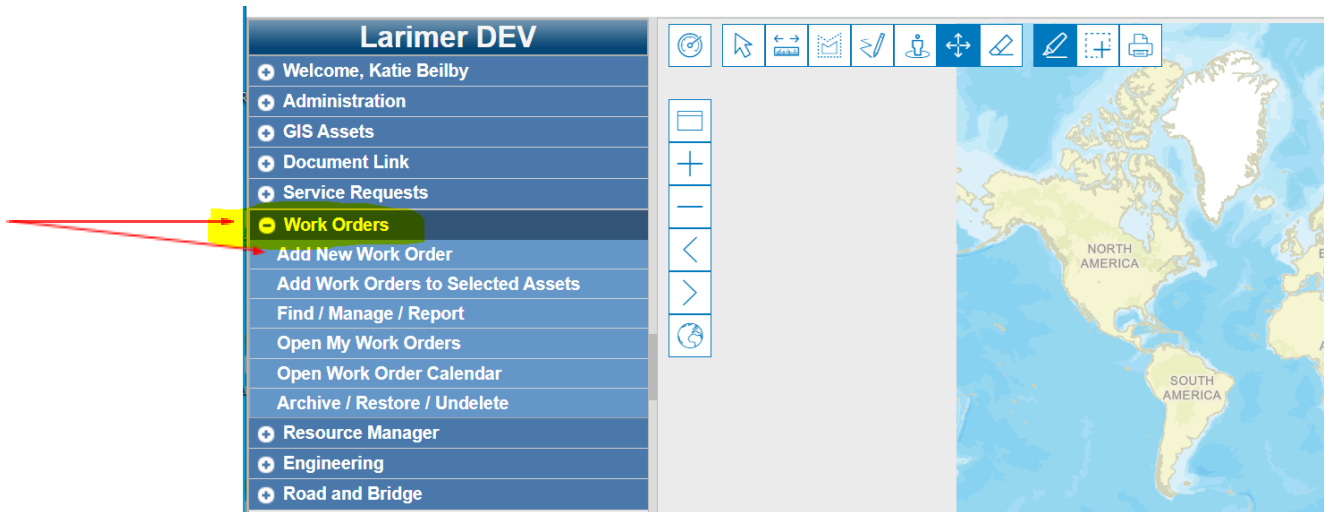 Larimer DEV
Welcome, Katie Beilby
Administration
GIS Assets
Document Link
Service Requests
Work Orders
Add New Work Order
Add Work Orders to Selected Assets
Find / Manage / Report
Open My Work Orders
Open Work Order Calendar
Archive / Restore / Undelete
Resource Manager
Engineering
Road and Bridge
NORTH
AMERICA
SOUTH
AMERICA